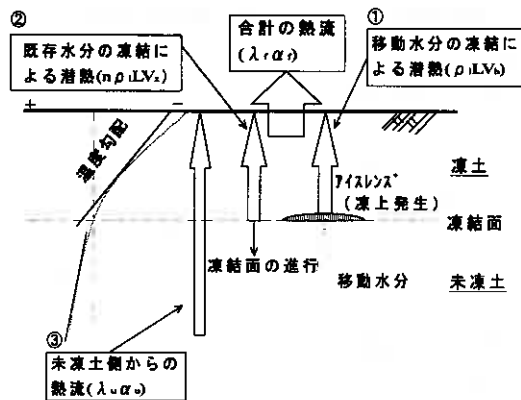 ②
既存水分の凍結
による潜熱(nρ₁LVz)
合計の熱流
(λfαf)
①
移動水分の凍結に
よる潜熱(ρ₁LVh)
+
−
温度勾配
アイスレンズ
(凍上発生)
凍土
凍結面
凍結面の進行
移動水分
未凍土
③
未凍土側からの
熱流(λuαu)